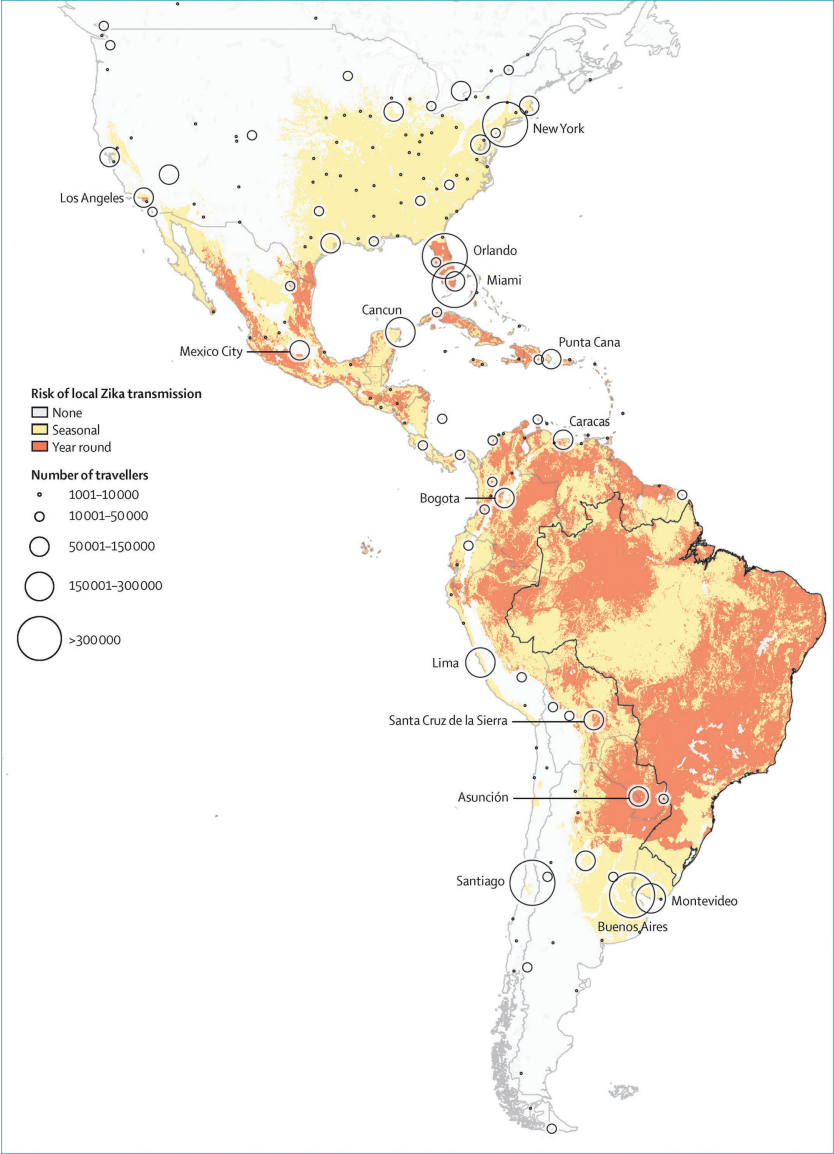 New York
Los Angeles
Orlando
Miami
Cancun
Punta Cana
Mexico City
Risk of local Zika transmission
None
Seasonal
Year round
Caracas
Number of travellers
1001–10 000
Bogota
10 001–50 000
50 001–150 000
150 001–300 000
>300 000
Lima
Santa Cruz de la Sierra
Asunción
Santiago
Montevideo
Buenos Aires